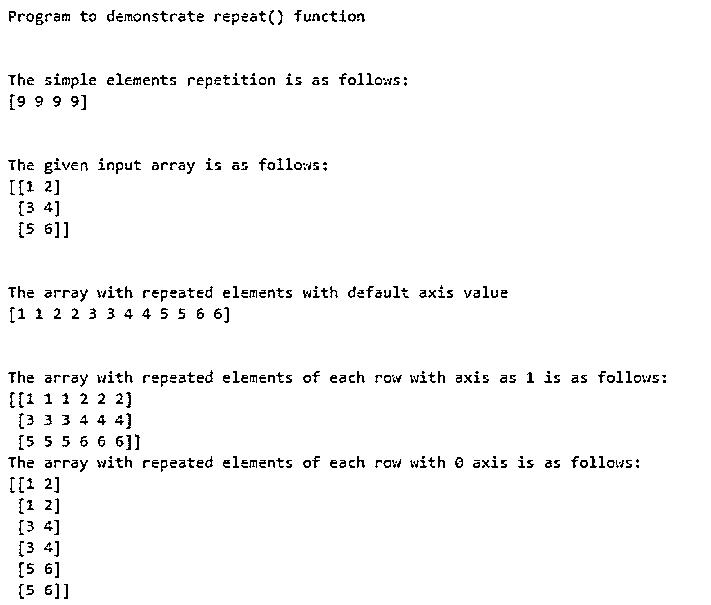 Program to demonstrate repeat() function
The simple elements repetition is as follows:
[9 9 9 9]
The given input array is as follows:
[[1 2]
[3 4]
[5 6]]
The array with repeated elements with default axis value
[1 1 2 2 3 3 4 4 5 5 6 6]
The array with repeated elements of each row with axis as 1 is as follows:
[[1 1 1 2 2 2]
[3 3 3 4 4 4]
[5 5 5 6 6 6]]
The array with repeated elements of each row with 0 axis is as follows:
[[1 2]
[1 2]
[3 4]
[3 4]
[5 6]
[5 6]]